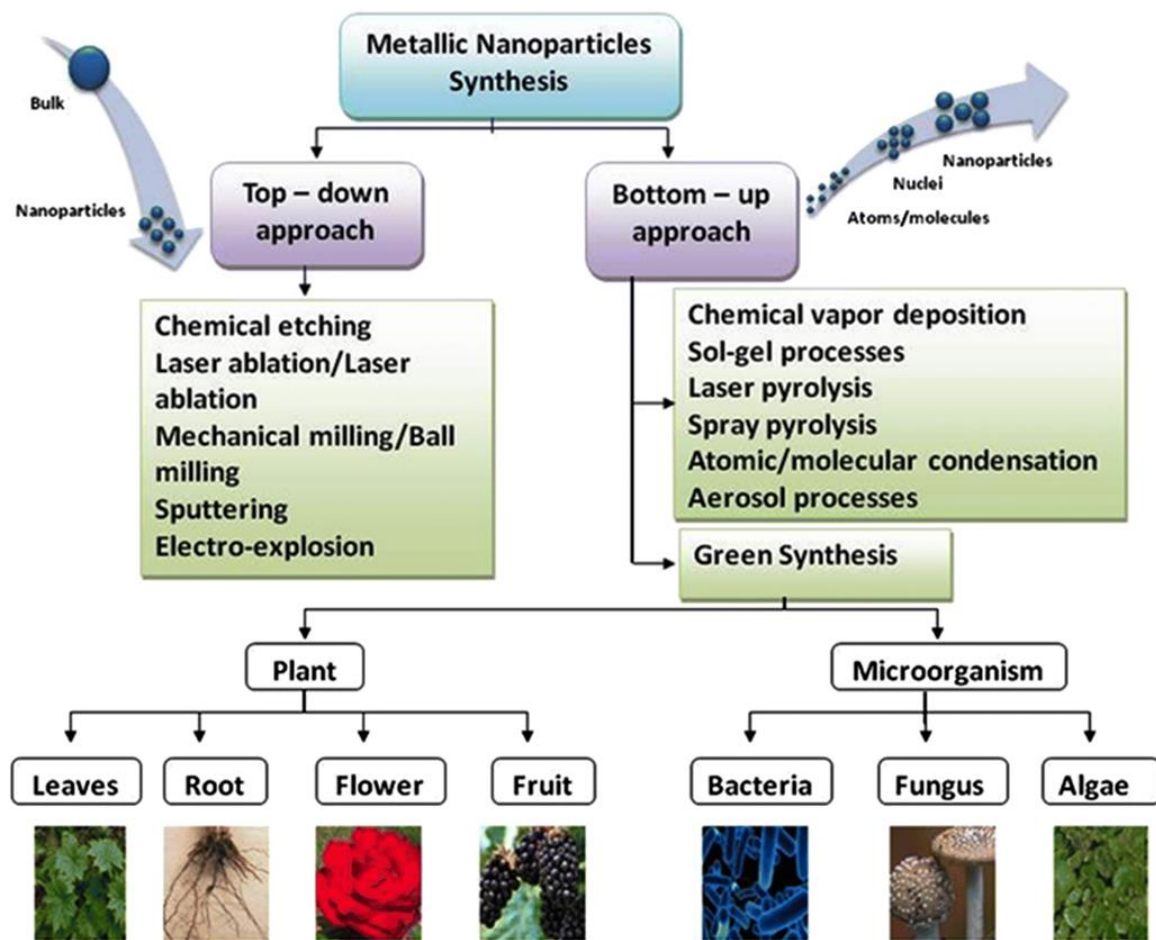 Metallic Nanoparticles
Synthesis
Bulk
Nanoparticles
Top – down
approach
Bottom – up
approach
Nanoparticles
Nuclei
Atoms/molecules
Chemical etching
Laser ablation/Laser
ablation
Mechanical milling/Ball
milling
Sputtering
Electro-explosion
Chemical vapor deposition
Sol-gel processes
Laser pyrolysis
Spray pyrolysis
Atomic/molecular condensation
Aerosol processes
Green Synthesis
Plant
Microorganism
Leaves
Root
Flower
Fruit
Bacteria
Fungus
Algae